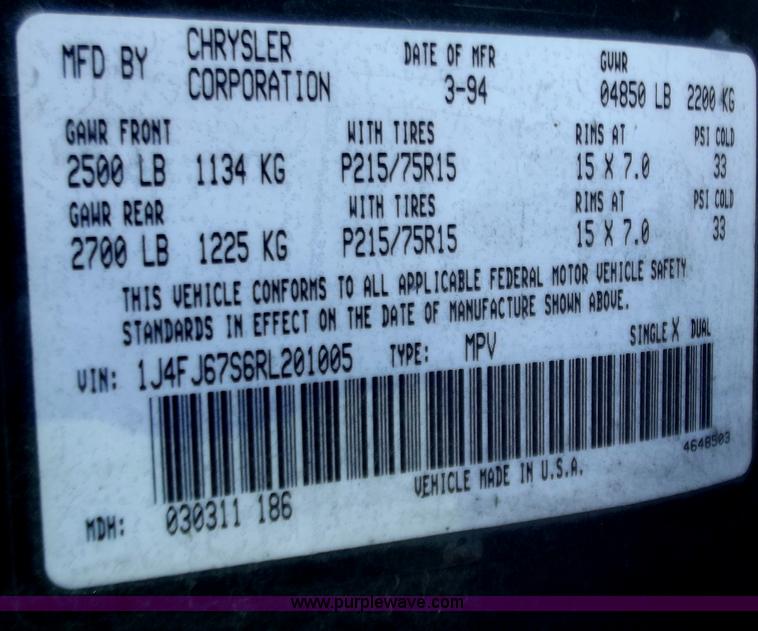 MFD BY CHRYSLER CORPORATION DATE OF MFR 3-94 GVWR 04850 LB 2200 KG
GAWR FRONT WITH TIRES RIMS AT PSI COLD
2500 LB 1134 KG P215/75R15 15 X 7.0 33
GAWR REAR WITH TIRES RIMS AT PSI COLD
2700 LB 1225 KG P215/75R15 15 X 7.0 33
THIS VEHICLE CONFORMS TO ALL APPLICABLE FEDERAL MOTOR VEHICLE SAFETY
STANDARDS IN EFFECT ON THE DATE OF MANUFACTURE SHOWN ABOVE.
VIN: 1J4FJ67S6RL201005 TYPE: MPV SINGLE X DUAL
4648503
VEHICLE MADE IN U.S.A.
MDH: 030311 186
www.purplewave.com